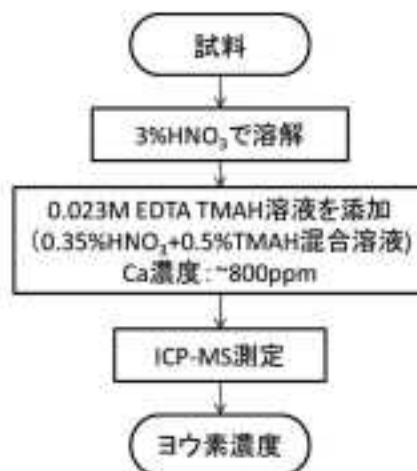 試料
3%HNO₃で溶解
0.023M EDTA TMAH溶液を添加
(0.35%HNO₃+0.5%TMAH混合溶液)
Ca濃度:~800ppm
ICP-MS測定
ヨウ素濃度